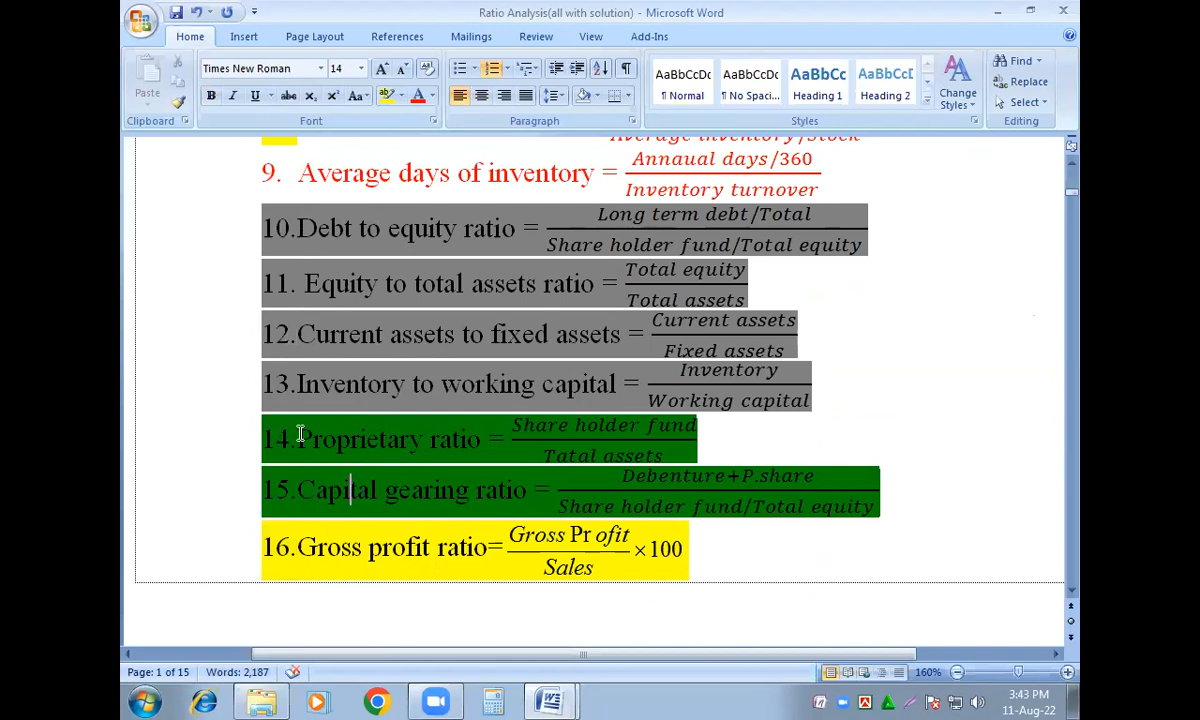 Ratio Analysis(all with solution) - Microsoft Word
Home Insert Page Layout References Mailings Review View Add-Ins
Paste
Clipboard
Times New Roman 14
Font
Paragraph
AaBbCcDc AaBbCcDc AaBbCc AaBbCcD
¶ Normal ¶ No Spaci... Heading 1 Heading 2
Change Styles
Styles
Find
Replace
Select
Editing
Average inventory/Stock
9. Average days of inventory = Annaual days/360
Inventory turnover
10.Debt to equity ratio = Long term debt/Total
Share holder fund/Total equity
11. Equity to total assets ratio = Total equity
Total assets
12.Current assets to fixed assets = Current assets
Fixed assets
13.Inventory to working capital = Inventory
Working capital
14.Proprietary ratio = Share holder fund
Tatal assets
15.Capital gearing ratio = Debenture+P.share
Share holder fund/Total equity
16.Gross profit ratio= Gross Pr ofit ×100
Sales
Page: 1 of 15 Words: 2,187
160%
3:43 PM
11-Aug-22